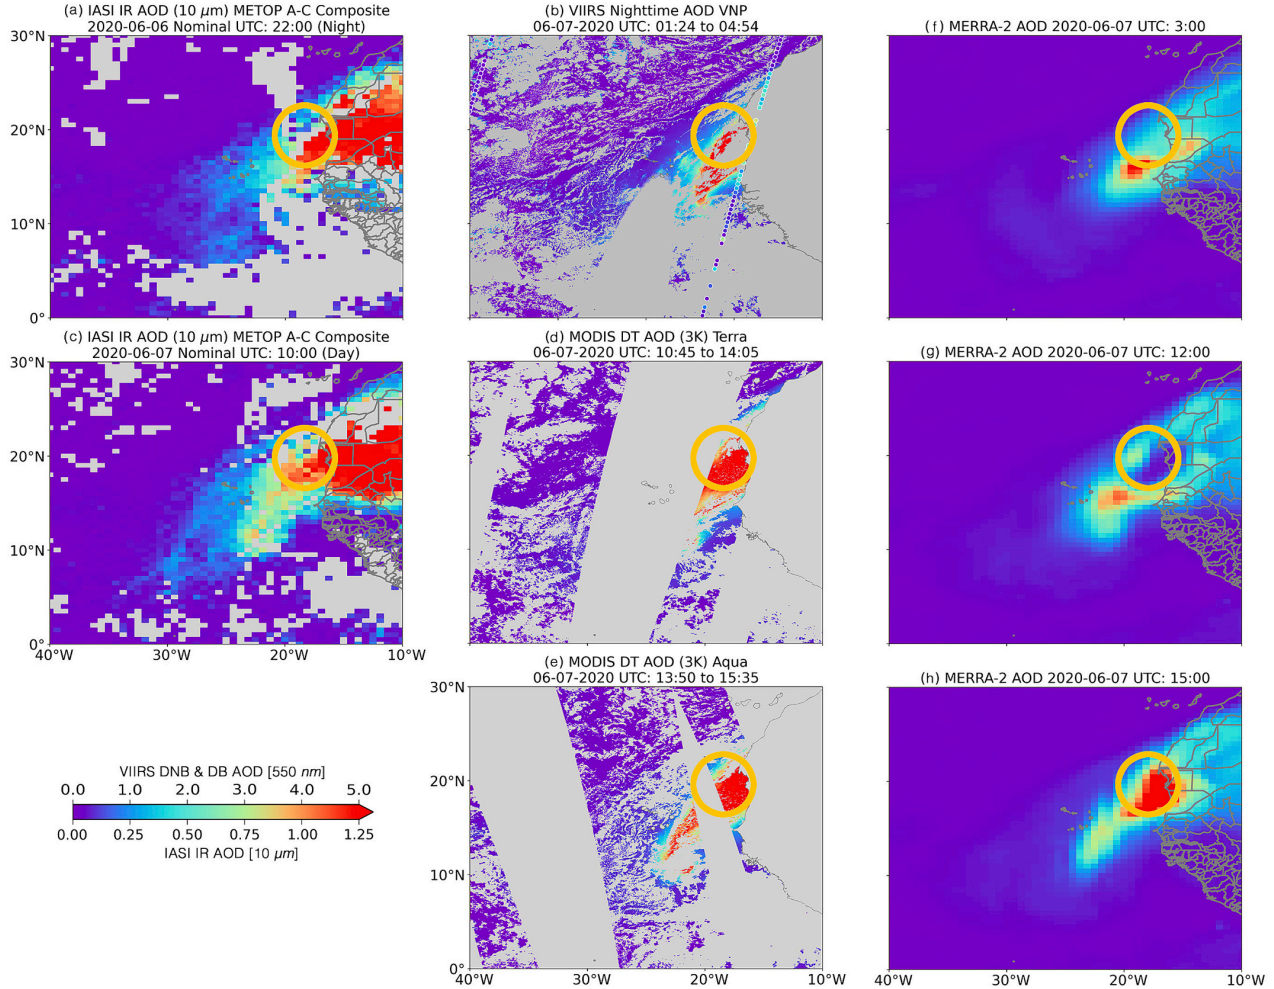 (a) IASI IR AOD (10 μm) METOP A-C Composite
2020-06-06 Nominal UTC: 22:00 (Night)
30°N
20°N
10°N
0°
(b) VIIRS Nighttime AOD VNP
06-07-2020 UTC: 01:24 to 04:54
(f) MERRA-2 AOD 2020-06-07 UTC: 3:00
(c) IASI IR AOD (10 μm) METOP A-C Composite
2020-06-07 Nominal UTC: 10:00 (Day)
30°N
20°N
10°N
0°
40°W 30°W 20°W 10°W
(d) MODIS DT AOD (3K) Terra
06-07-2020 UTC: 10:45 to 14:05
(g) MERRA-2 AOD 2020-06-07 UTC: 12:00
(e) MODIS DT AOD (3K) Aqua
06-07-2020 UTC: 13:50 to 15:35
30°N
20°N
10°N
0°
40°W 30°W 20°W 10°W
(h) MERRA-2 AOD 2020-06-07 UTC: 15:00
40°W 30°W 20°W 10°W
VIIRS DNB & DB AOD [550 nm]
0.0 1.0 2.0 3.0 4.0 5.0
0.00 0.25 0.50 0.75 1.00 1.25
IASI IR AOD [10 μm]